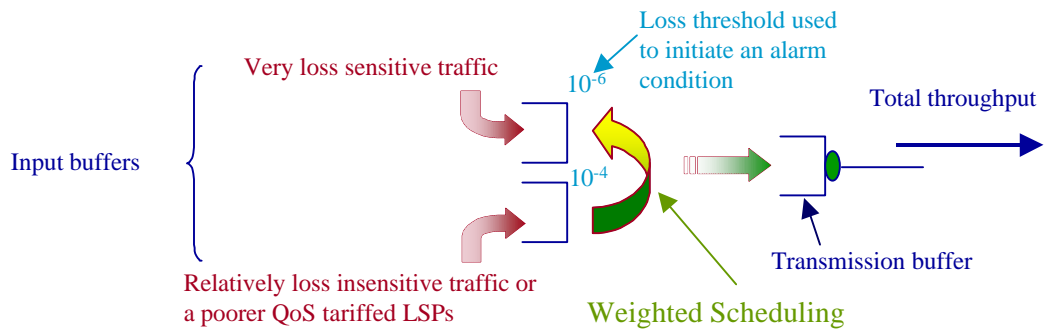 Loss threshold used
to initiate an alarm
condition
Very loss sensitive traffic
10⁻⁶
Total throughput
Input buffers
10⁻⁴
Transmission buffer
Relatively loss insensitive traffic or
a poorer QoS tariffed LSPs
Weighted Scheduling